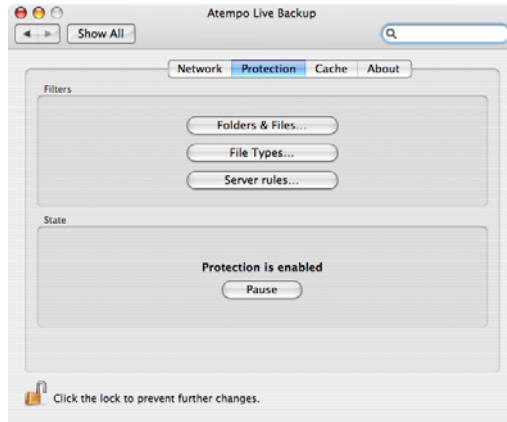 Atempo Live Backup
Show All
Network Protection Cache About
Filters
Folders & Files...
File Types...
Server rules...
State
Protection is enabled
Pause
Click the lock to prevent further changes.